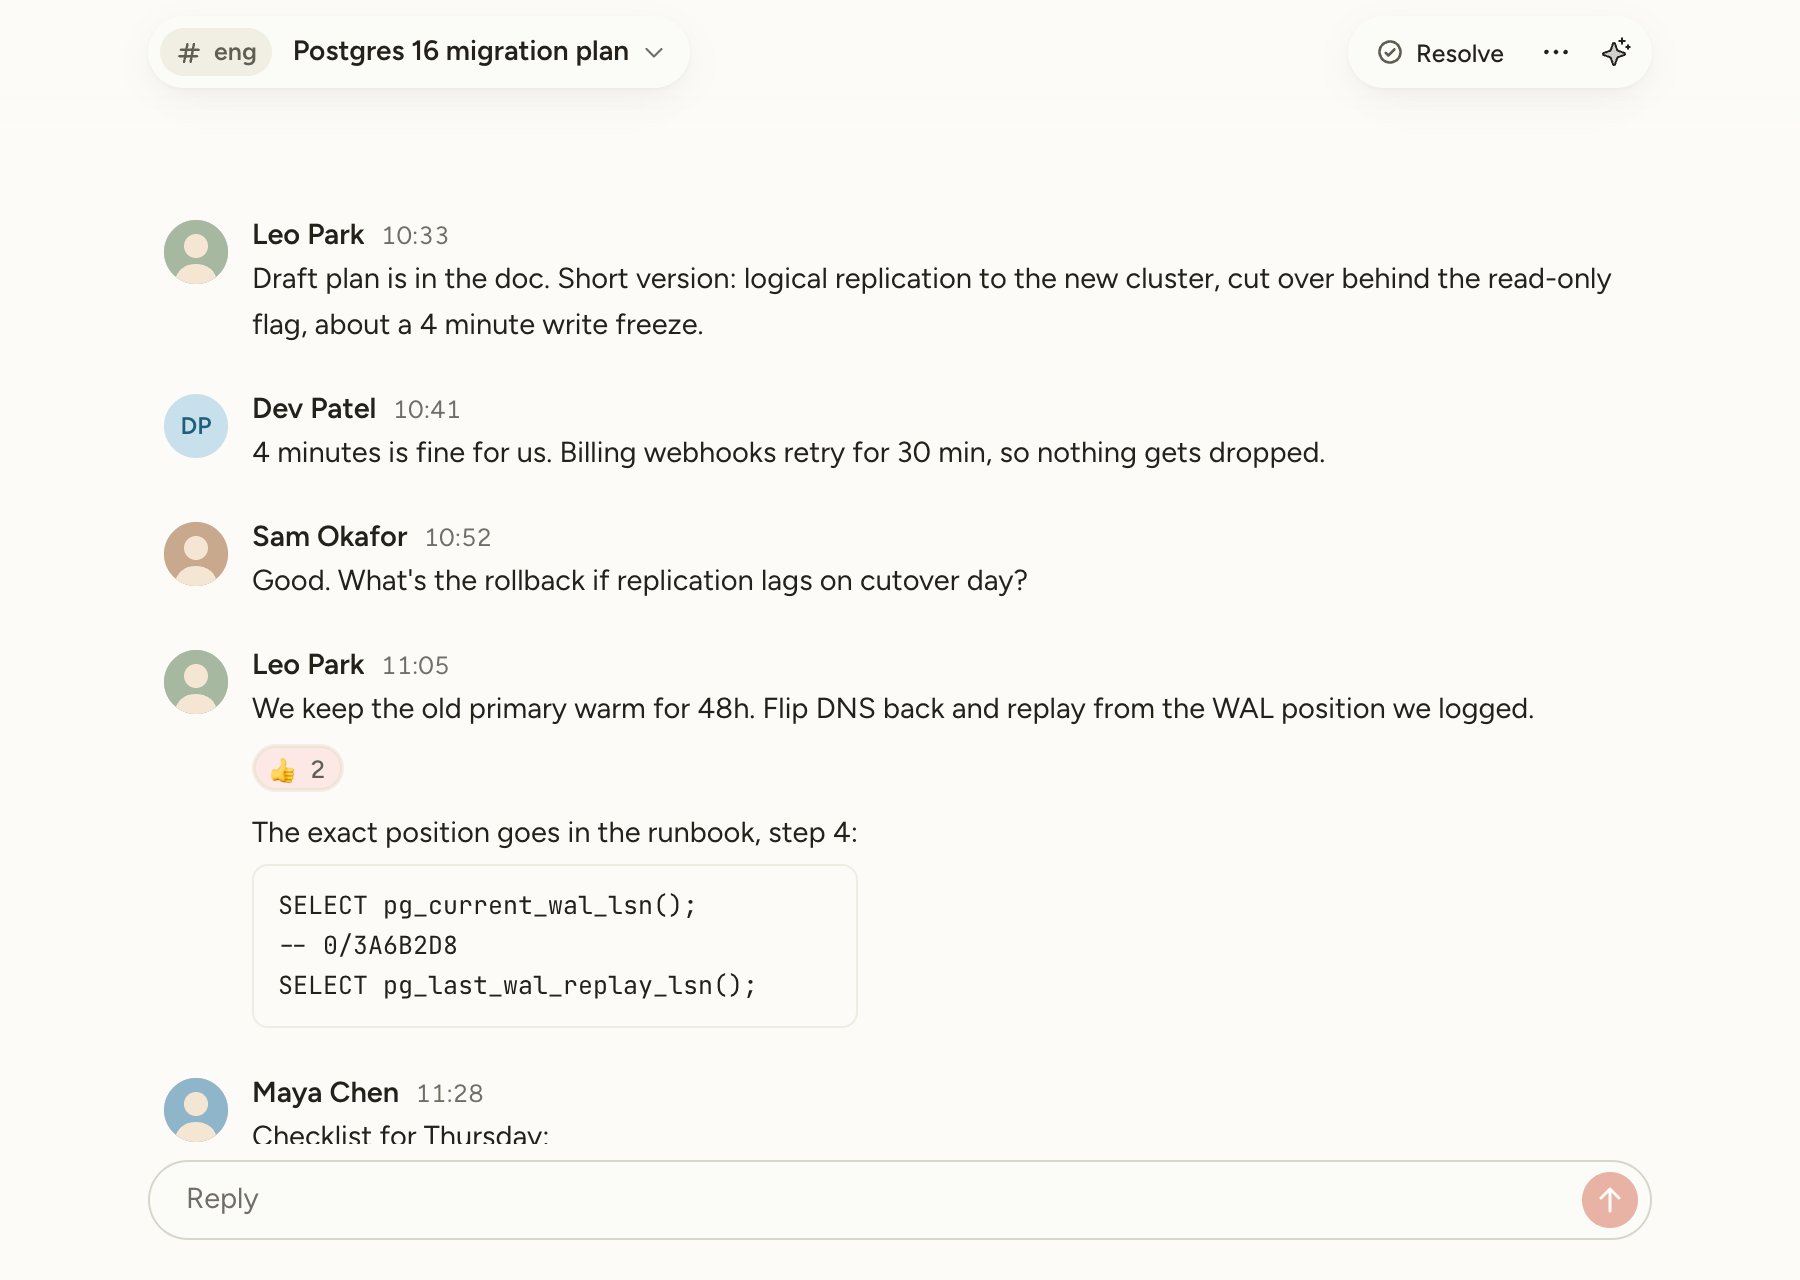 # eng Postgres 16 migration plan
Resolve
Leo Park 10:33
Draft plan is in the doc. Short version: logical replication to the new cluster, cut over behind the read-only
flag, about a 4 minute write freeze.
DP
Dev Patel 10:41
4 minutes is fine for us. Billing webhooks retry for 30 min, so nothing gets dropped.
Sam Okafor 10:52
Good. What's the rollback if replication lags on cutover day?
Leo Park 11:05
We keep the old primary warm for 48h. Flip DNS back and replay from the WAL position we logged.
👍 2
The exact position goes in the runbook, step 4:
SELECT pg_current_wal_lsn();
-- 0/3A6B2D8
SELECT pg_last_wal_replay_lsn();
Maya Chen 11:28
Checklist for Thursday:
Reply